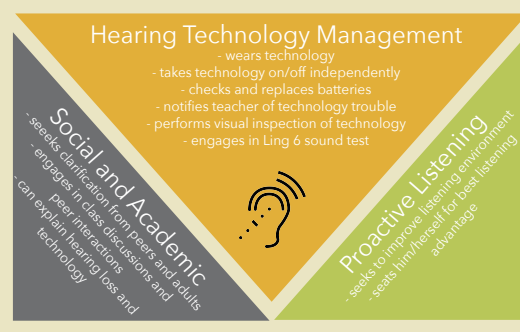 Hearing Technology Management
- wears technology
- takes technology on/off independently
- checks and replaces batteries
- notifies teacher of technology trouble
- performs visual inspection of technology
- engages in Ling 6 sound test
Social and Academic
- seeeks clarification from peers and adults
- engages in class discussions and
peer interactions
- can explain hearing loss and
technology
Proactive Listening
- seeks to improve listening environment
- seats him/herself for best listening
advantage